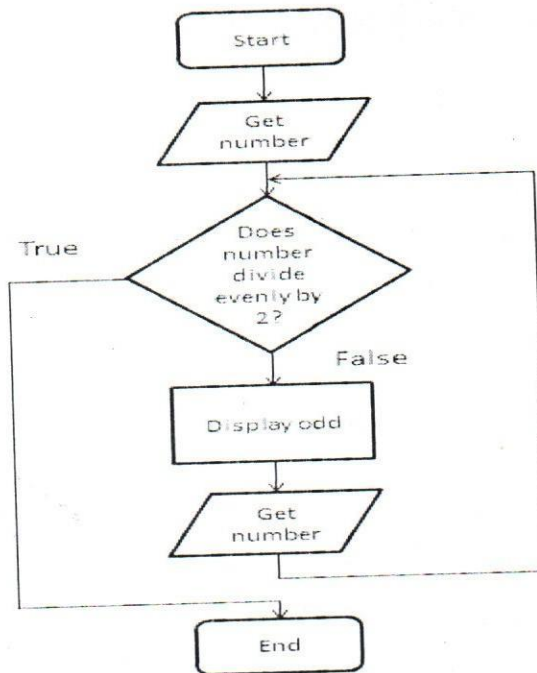 Start
Get
number
Does
True
number
divide
evenly by
2?
False
Display odd
Get
number
End